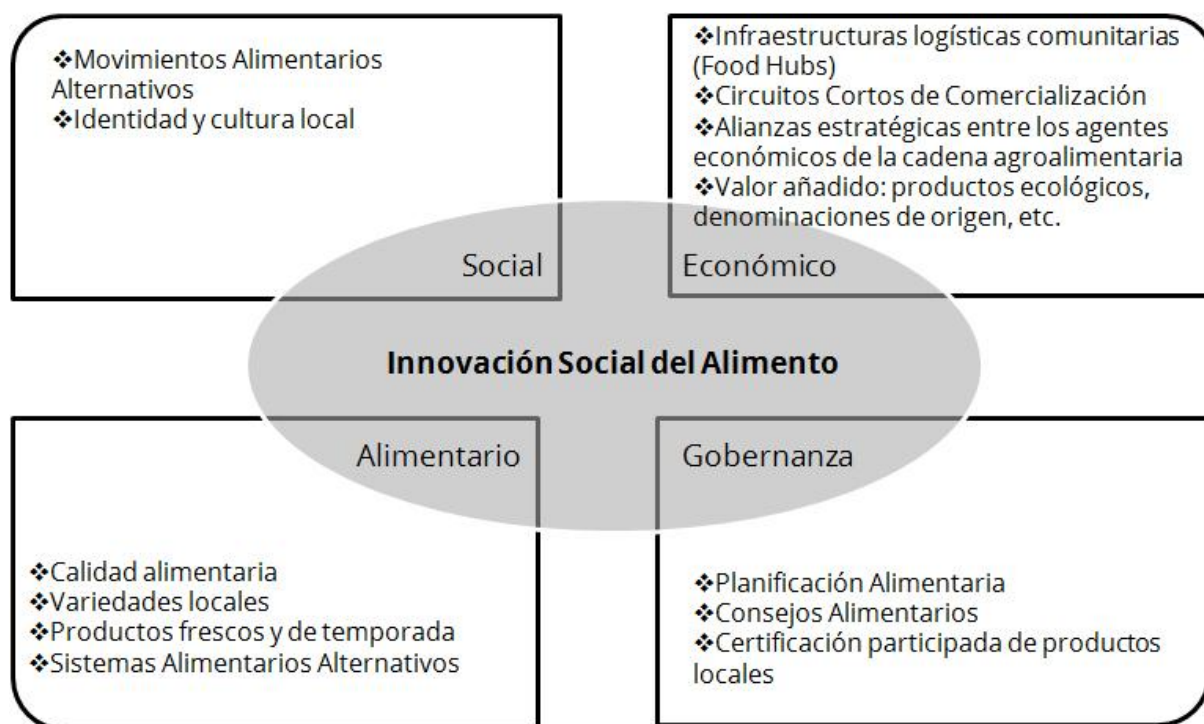 ❖Movimientos Alimentarios
Alternativos
❖Identidad y cultura local
Social
❖Infraestructuras logísticas comunitarias
(Food Hubs)
❖Circuitos Cortos de Comercialización
❖Alianzas estratégicas entre los agentes
económicos de la cadena agroalimentaria
❖Valor añadido: productos ecológicos,
denominaciones de origen, etc.
Económico
Innovación Social del Alimento
Alimentario
❖Calidad alimentaria
❖Variedades locales
❖Productos frescos y de temporada
❖Sistemas Alimentarios Alternativos
Gobernanza
❖Planificación Alimentaria
❖Consejos Alimentarios
❖Certificación participada de productos
locales